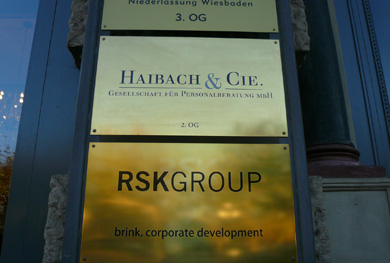 Niederlassung Wiesbaden
3. OG
HAIBACH & CIE.
GESELLSCHAFT FÜR PERSONALBERATUNG MBH
2. OG
RSKGROUP
brink. corporate development